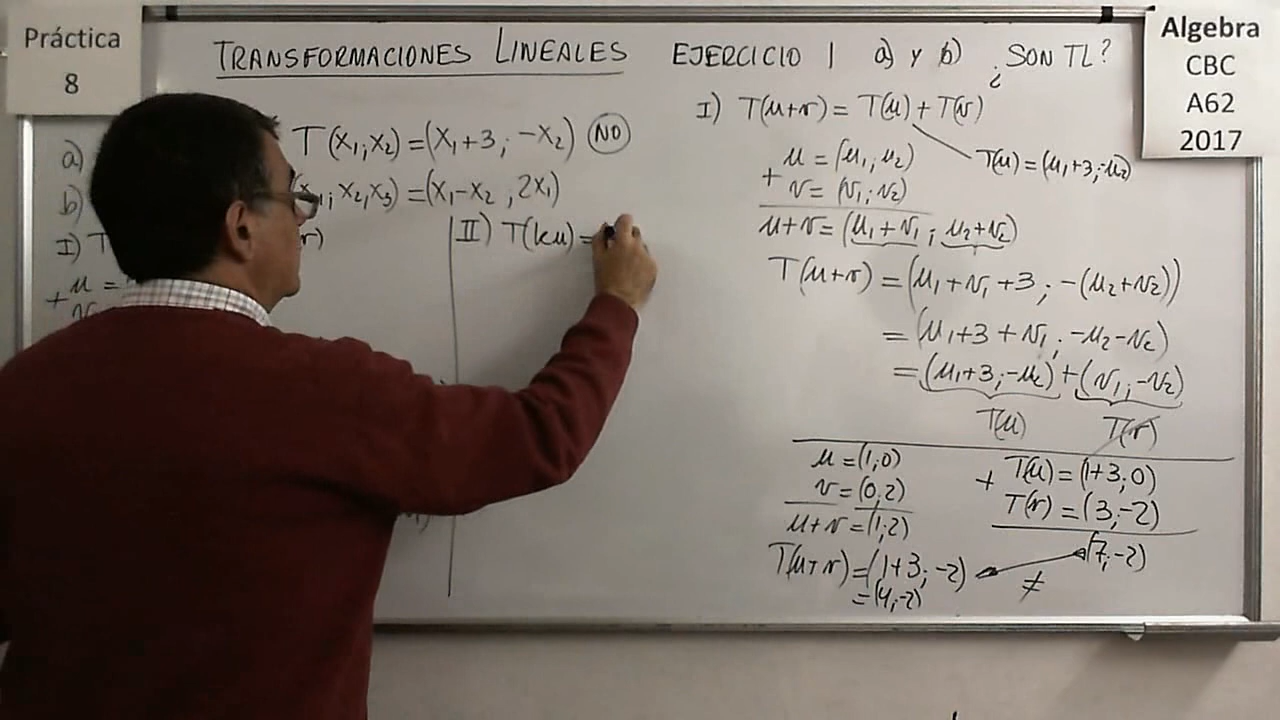 Práctica
8
TRANSFORMACIONES LINEALES EJERCICIO 1 a) y b) ¿SON TL?
Algebra
CBC
A62
2017
a) T(x₁;x₂)=(x₁+3;-x₂) NO
b) (x₁;x₂,x₃)=(x₁-x₂,2x₁)
I) T
u =
+
II) T(ku)=
I) T(u+v)=T(u)+T(v)
T(u)=(u₁+3;-u₂)
u=(u₁;u₂)
+ v=(v₁;v₂)
u+v=(u₁+v₁;u₂+v₂)
T(u+v)=(u₁+v₁+3;-(u₂+v₂))
=(u₁+3+v₁;-u₂-v₂)
=(u₁+3;-u₂)+(v₁;-v₂)
T(u) T(v)
u=(1;0)
v=(0;2)
u+v=(1;2)
T(u+v)=(1+3;-2)
=(4;-2)
+ T(u)=(1+3;0)
T(v)=(3;-2)
(7;-2)
≠